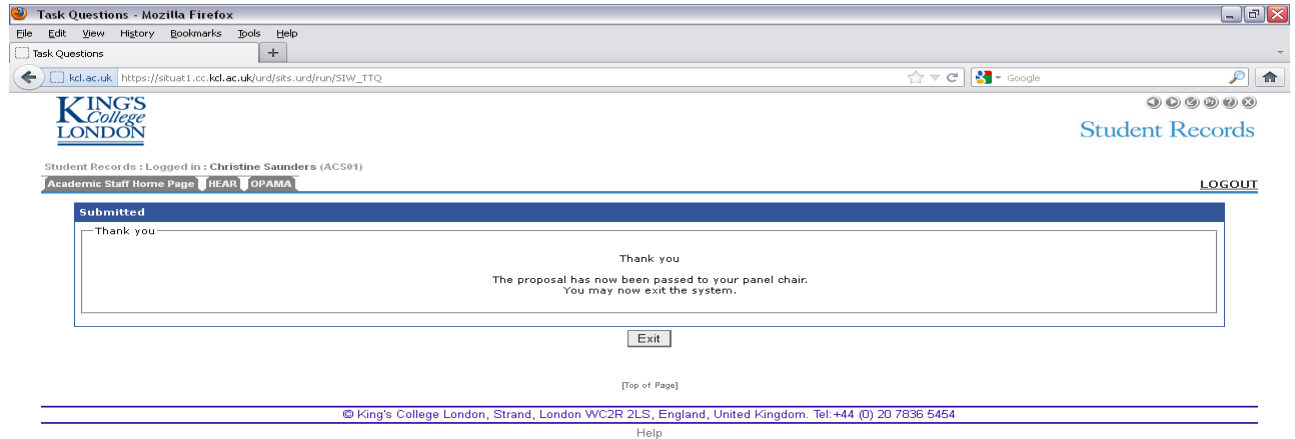 Task Questions - Mozilla Firefox
File Edit View History Bookmarks Tools Help
Task Questions
kcl.ac.uk https://situat1.cc.kcl.ac.uk/urd/sits.urd/run/SIW_TTQ Google
KING'S
College
LONDON
Student Records
Student Records : Logged in : Christine Saunders (ACS01)
Academic Staff Home Page HEAR OPAMA LOGOUT
Submitted
Thank you
Thank you
The proposal has now been passed to your panel chair.
You may now exit the system.
Exit
[Top of Page]
© King's College London, Strand, London WC2R 2LS, England, United Kingdom. Tel:+44 (0) 20 7836 5454
Help